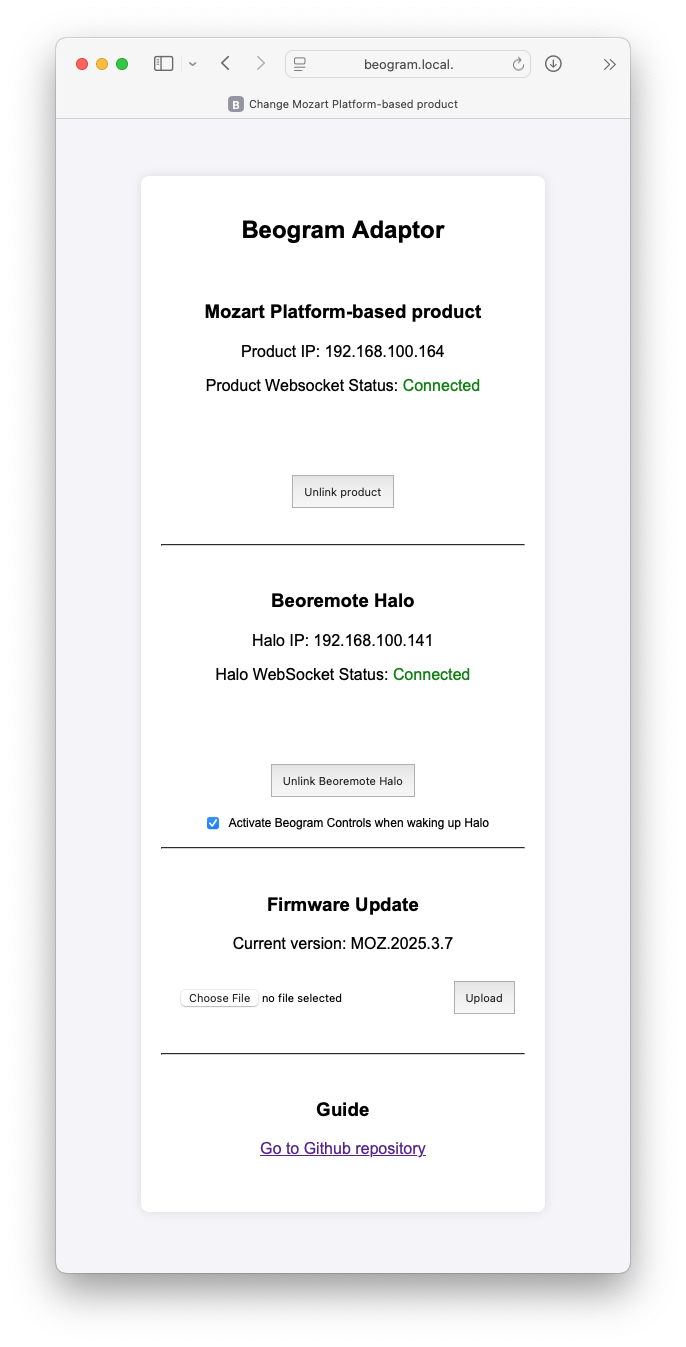 beogram.local.
B Change Mozart Platform-based product
Beogram Adaptor
Mozart Platform-based product
Product IP: 192.168.100.164
Product Websocket Status: Connected
Unlink product
Beoremote Halo
Halo IP: 192.168.100.141
Halo WebSocket Status: Connected
Unlink Beoremote Halo
Activate Beogram Controls when waking up Halo
Firmware Update
Current version: MOZ.2025.3.7
Choose File no file selected Upload
Guide
Go to Github repository